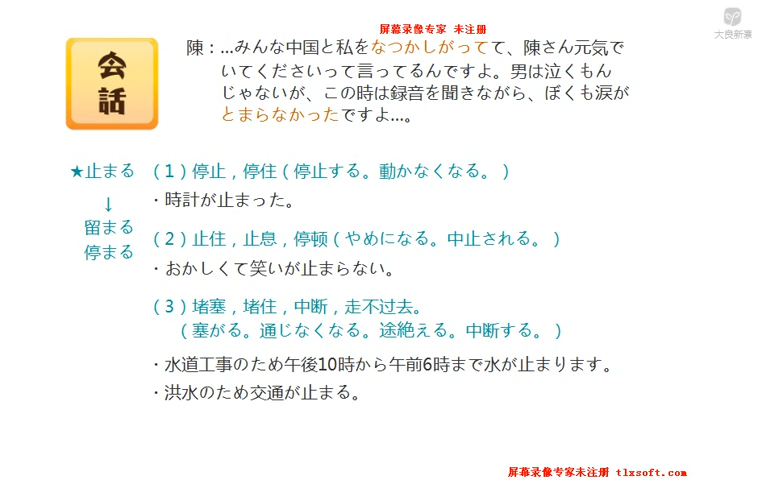 屏幕录像专家 未注册
大良新濠
会
話
陳：…みんな中国と私をなつかしがってて、陳さん元気で
いてくださいって言ってるんですよ。男は泣くもん
じゃないが、この時は録音を聞きながら、ぼくも涙が
とまらなかったですよ…。
★止まる
↓
留まる
停まる
（1）停止，停住（停止する。動かなくなる。）
・時計が止まった。
（2）止住，止息，停顿（やめになる。中止される。）
・おかしくて笑いが止まらない。
（3）堵塞，堵住，中断，走不过去。
（塞がる。通じなくなる。途絶える。中断する。）
・水道工事のため午後10時から午前6時まで水が止まります。
・洪水のため交通が止まる。
屏幕录像专家未注册 tlxsoft.com